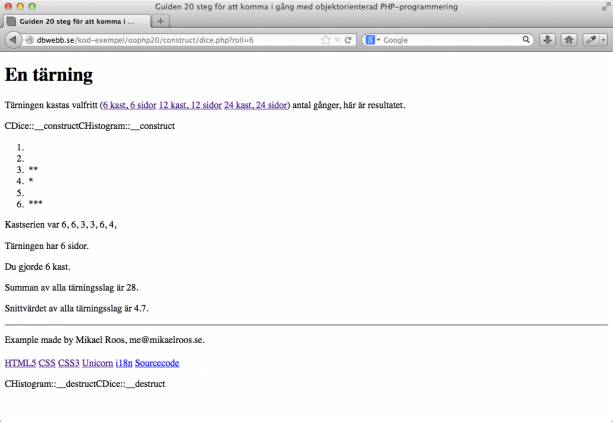 Guiden 20 steg för att komma i gång med objektorienterad PHP-programmering
Guiden 20 steg för att komma i ...
dbwebb.se/kod-exempel/oophp20/construct/dice.php?roll=6
Google
En tärning
Tärningen kastas valfritt (6 kast, 6 sidor 12 kast, 12 sidor 24 kast, 24 sidor) antal gånger, här är resultatet.
CDice::__constructCHistogram::__construct
1.
2.
3. **
4. *
5.
6. ***
Kastserien var 6, 6, 3, 3, 6, 4,
Tärningen har 6 sidor.
Du gjorde 6 kast.
Summan av alla tärningsslag är 28.
Snittvärdet av alla tärningsslag är 4.7.
Example made by Mikael Roos, me@mikaelroos.se.
HTML5 CSS CSS3 Unicorn i18n Sourcecode
CHistogram::__destructCDice::__destruct